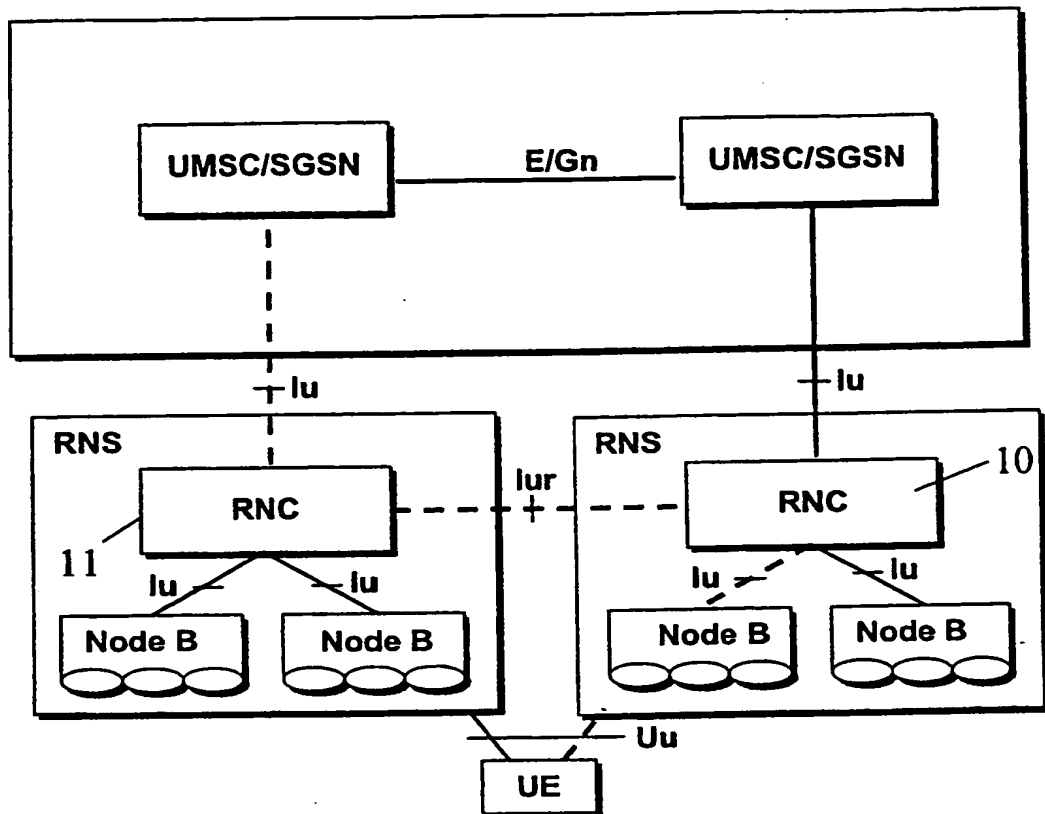 UMSC/SGSN
E/Gn
UMSC/SGSN
Iu
Iu
RNS
RNS
RNC
Iur
RNC
10
11
Iu
Iu
Iu
Iu
Node B
Node B
Node B
Node B
Uu
UE